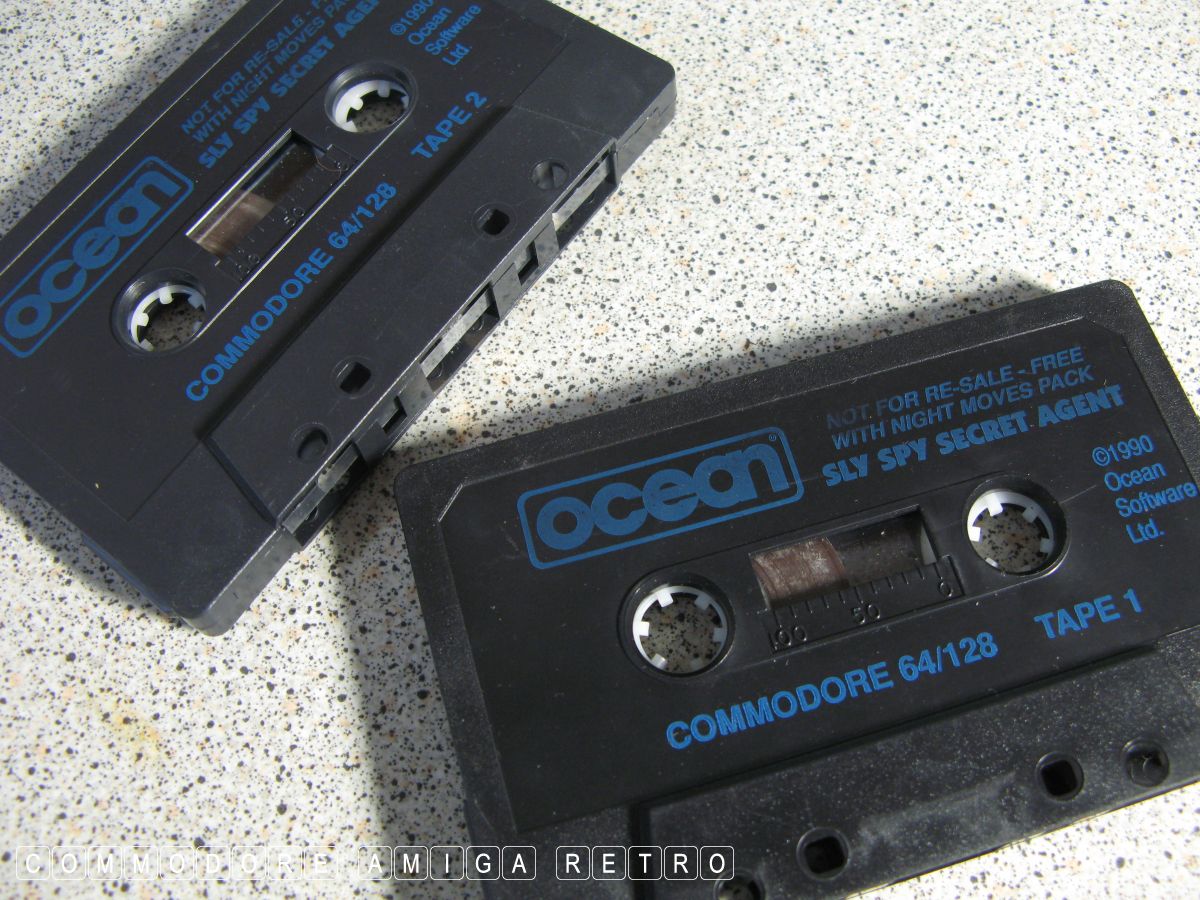 NOT FOR RE-SALE - F
WITH NIGHT MOVES PA
SLY SPY SECRET AGEN
©1990
Ocean
Software
Ltd.
ocean
TAPE 2
COMMODORE 64/128
50
NOT FOR RE-SALE - FREE
WITH NIGHT MOVES PACK
SLY SPY SECRET AGENT
©1990
Ocean
Software
Ltd.
ocean®
100 50 0
COMMODORE 64/128
TAPE 1
COMMODORE AMIGA RETRO